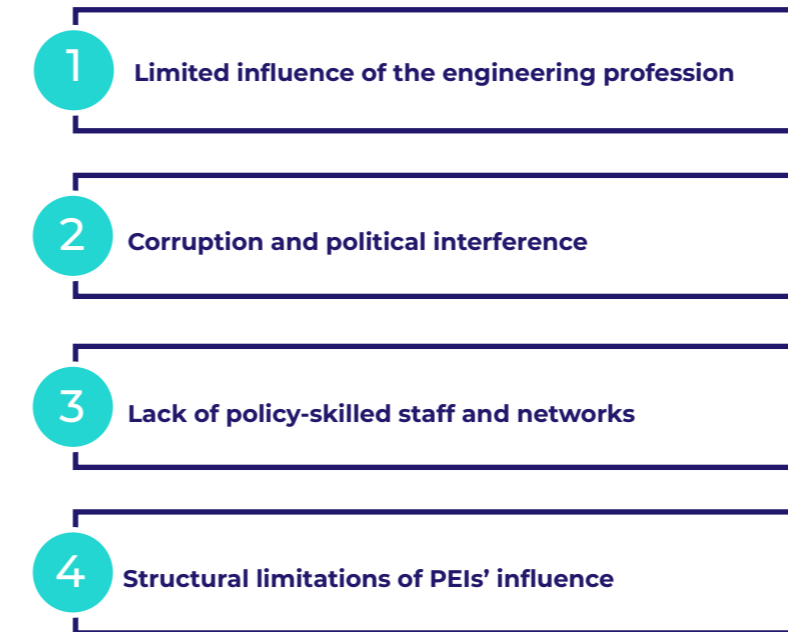 1
Limited influence of the engineering profession
2
Corruption and political interference
3
Lack of policy-skilled staff and networks
4
Structural limitations of PEIs’ influence